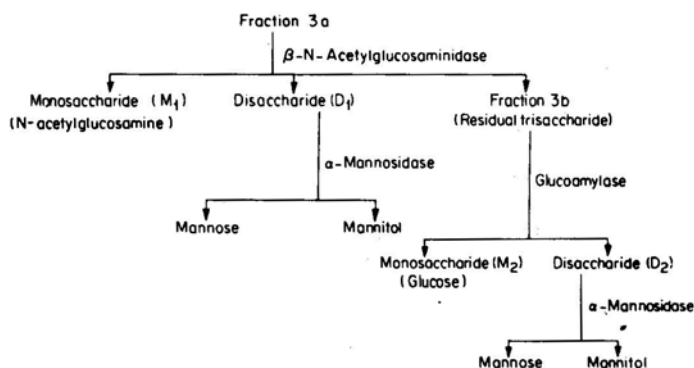 Fraction 3a
β-N-Acetylglucosaminidase
Monosaccharide (M₁)
(N-acetylglucosamine)
Disaccharide (D₁)
Fraction 3b
(Residual trisaccharide)
α-Mannosidase
Glucoamylase
Mannose
Mannitol
Monosaccharide (M₂)
(Glucose)
Disaccharide (D₂)
α-Mannosidase
Mannose
Mannitol